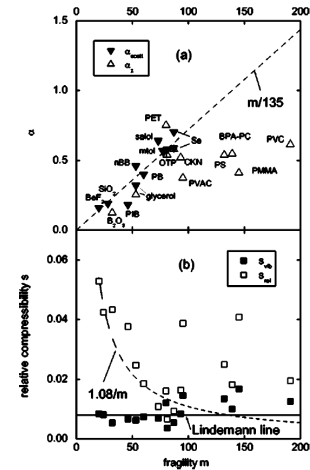 0 50 100 150 200
1.5
(a)
α_scatt
α_χ
m/135
1.0
α
PET
Se
BPA-PC
PVC
salol
mtol
0.5
OTP
CKN
nBB
PB
PS
PMMA
SiO₂
glycerol
PVAC
BeF₂
PIB
B₂O₃
0.0
0.06
(b)
S_vib
S_rel
relative compressibility s
0.04
0.02
1.08/m
Lindemann line
0.00
0 50 100 150 200
fragility m